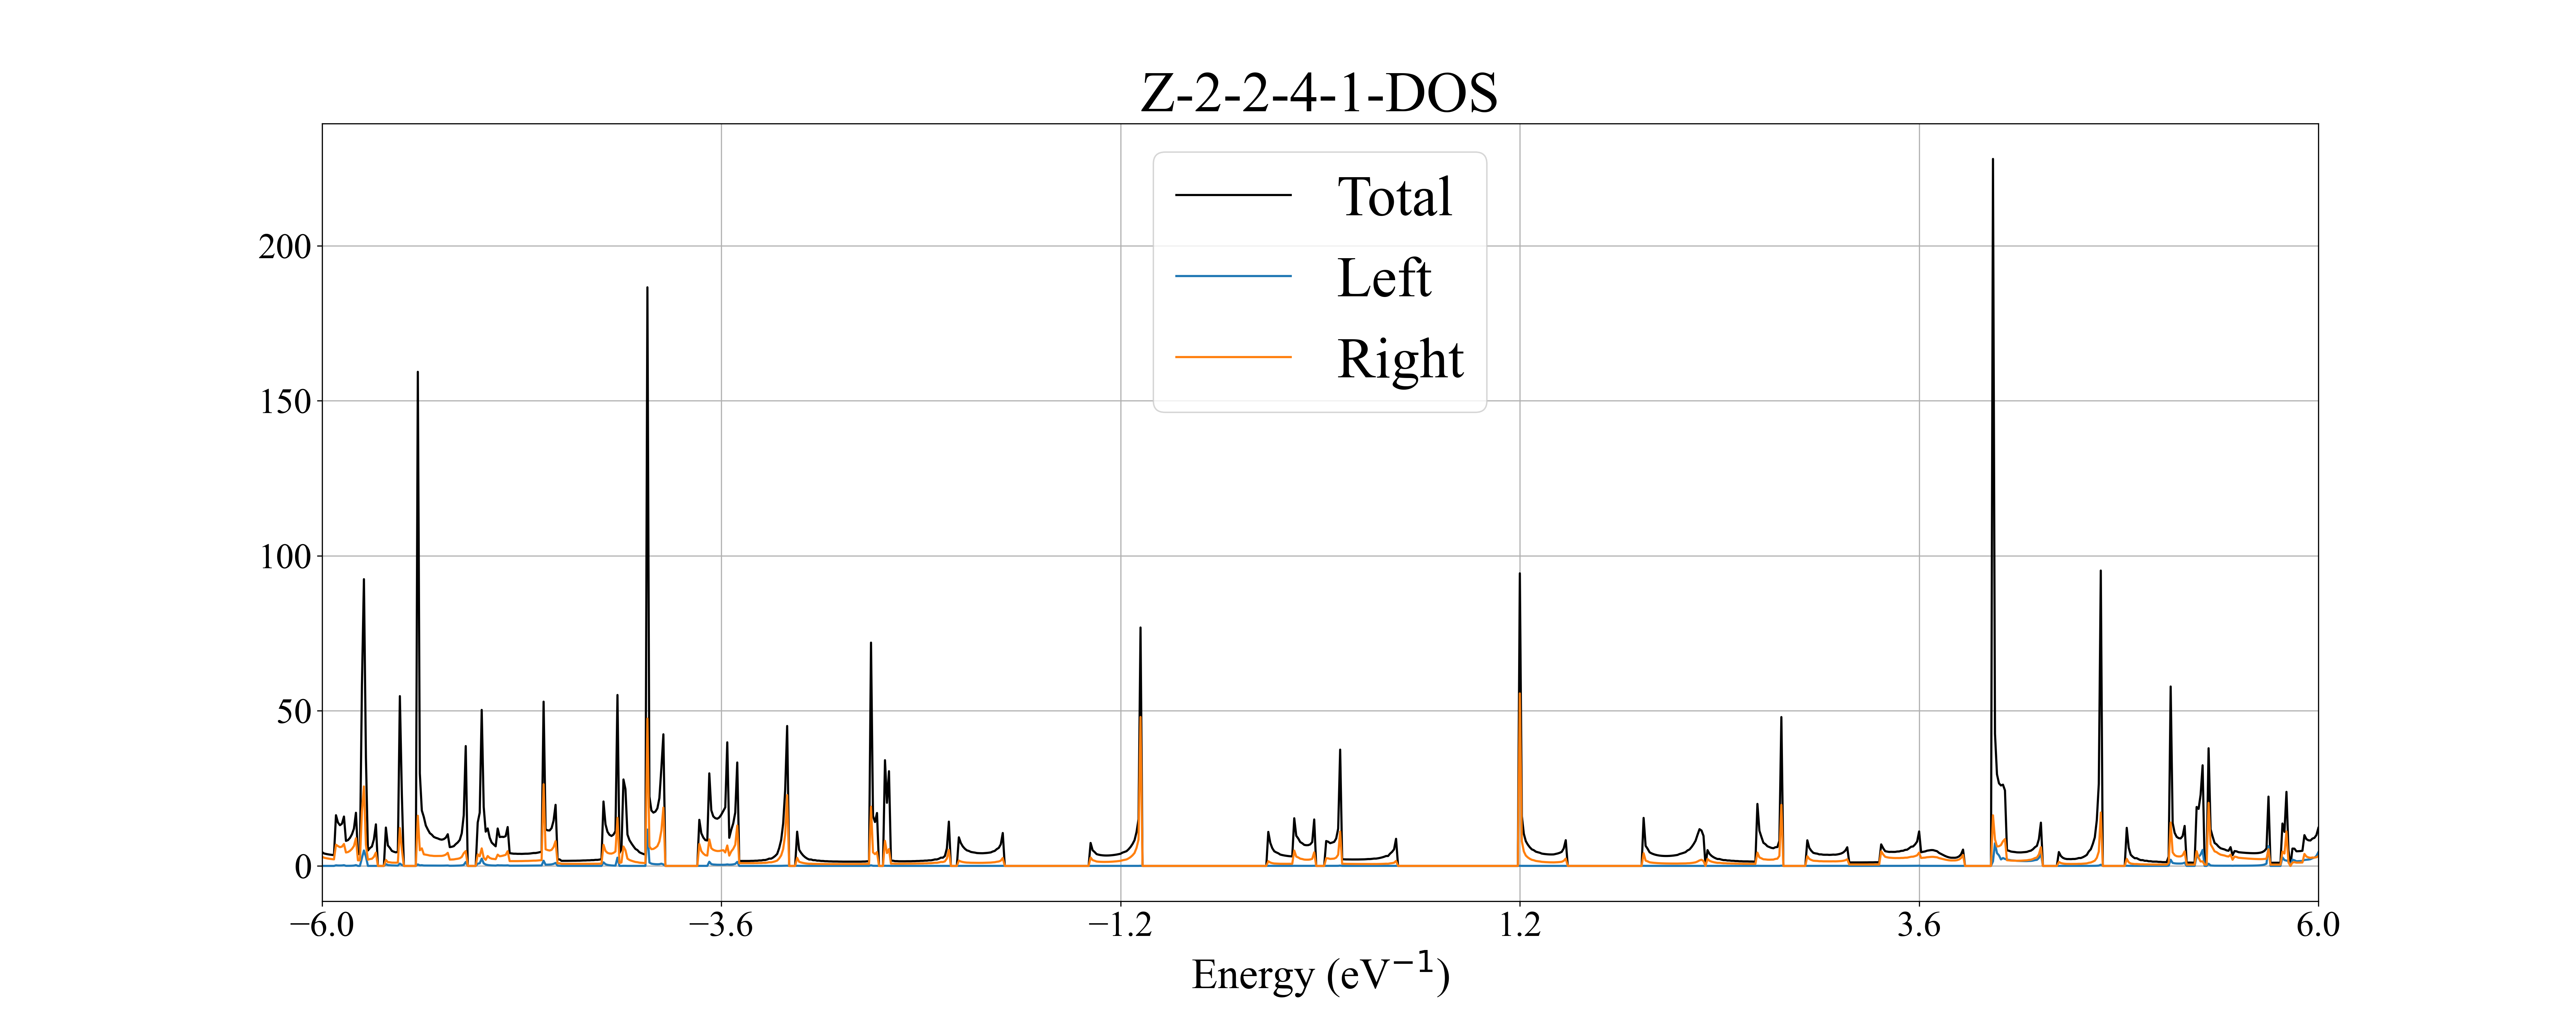 Z-2-2-4-1-DOS
Total
Left
Right
200
150
100
50
0
−6.0 −3.6 −1.2 1.2 3.6 6.0
Energy (eV⁻¹)